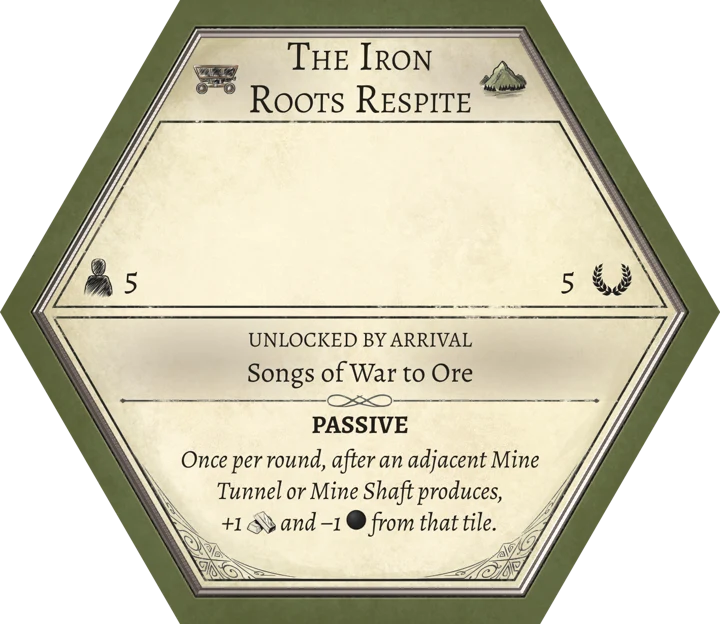 The Iron
Roots Respite
5
5
UNLOCKED BY ARRIVAL
Songs of War to Ore
PASSIVE
Once per round, after an adjacent Mine
Tunnel or Mine Shaft produces,
+1 and –1 from that tile.